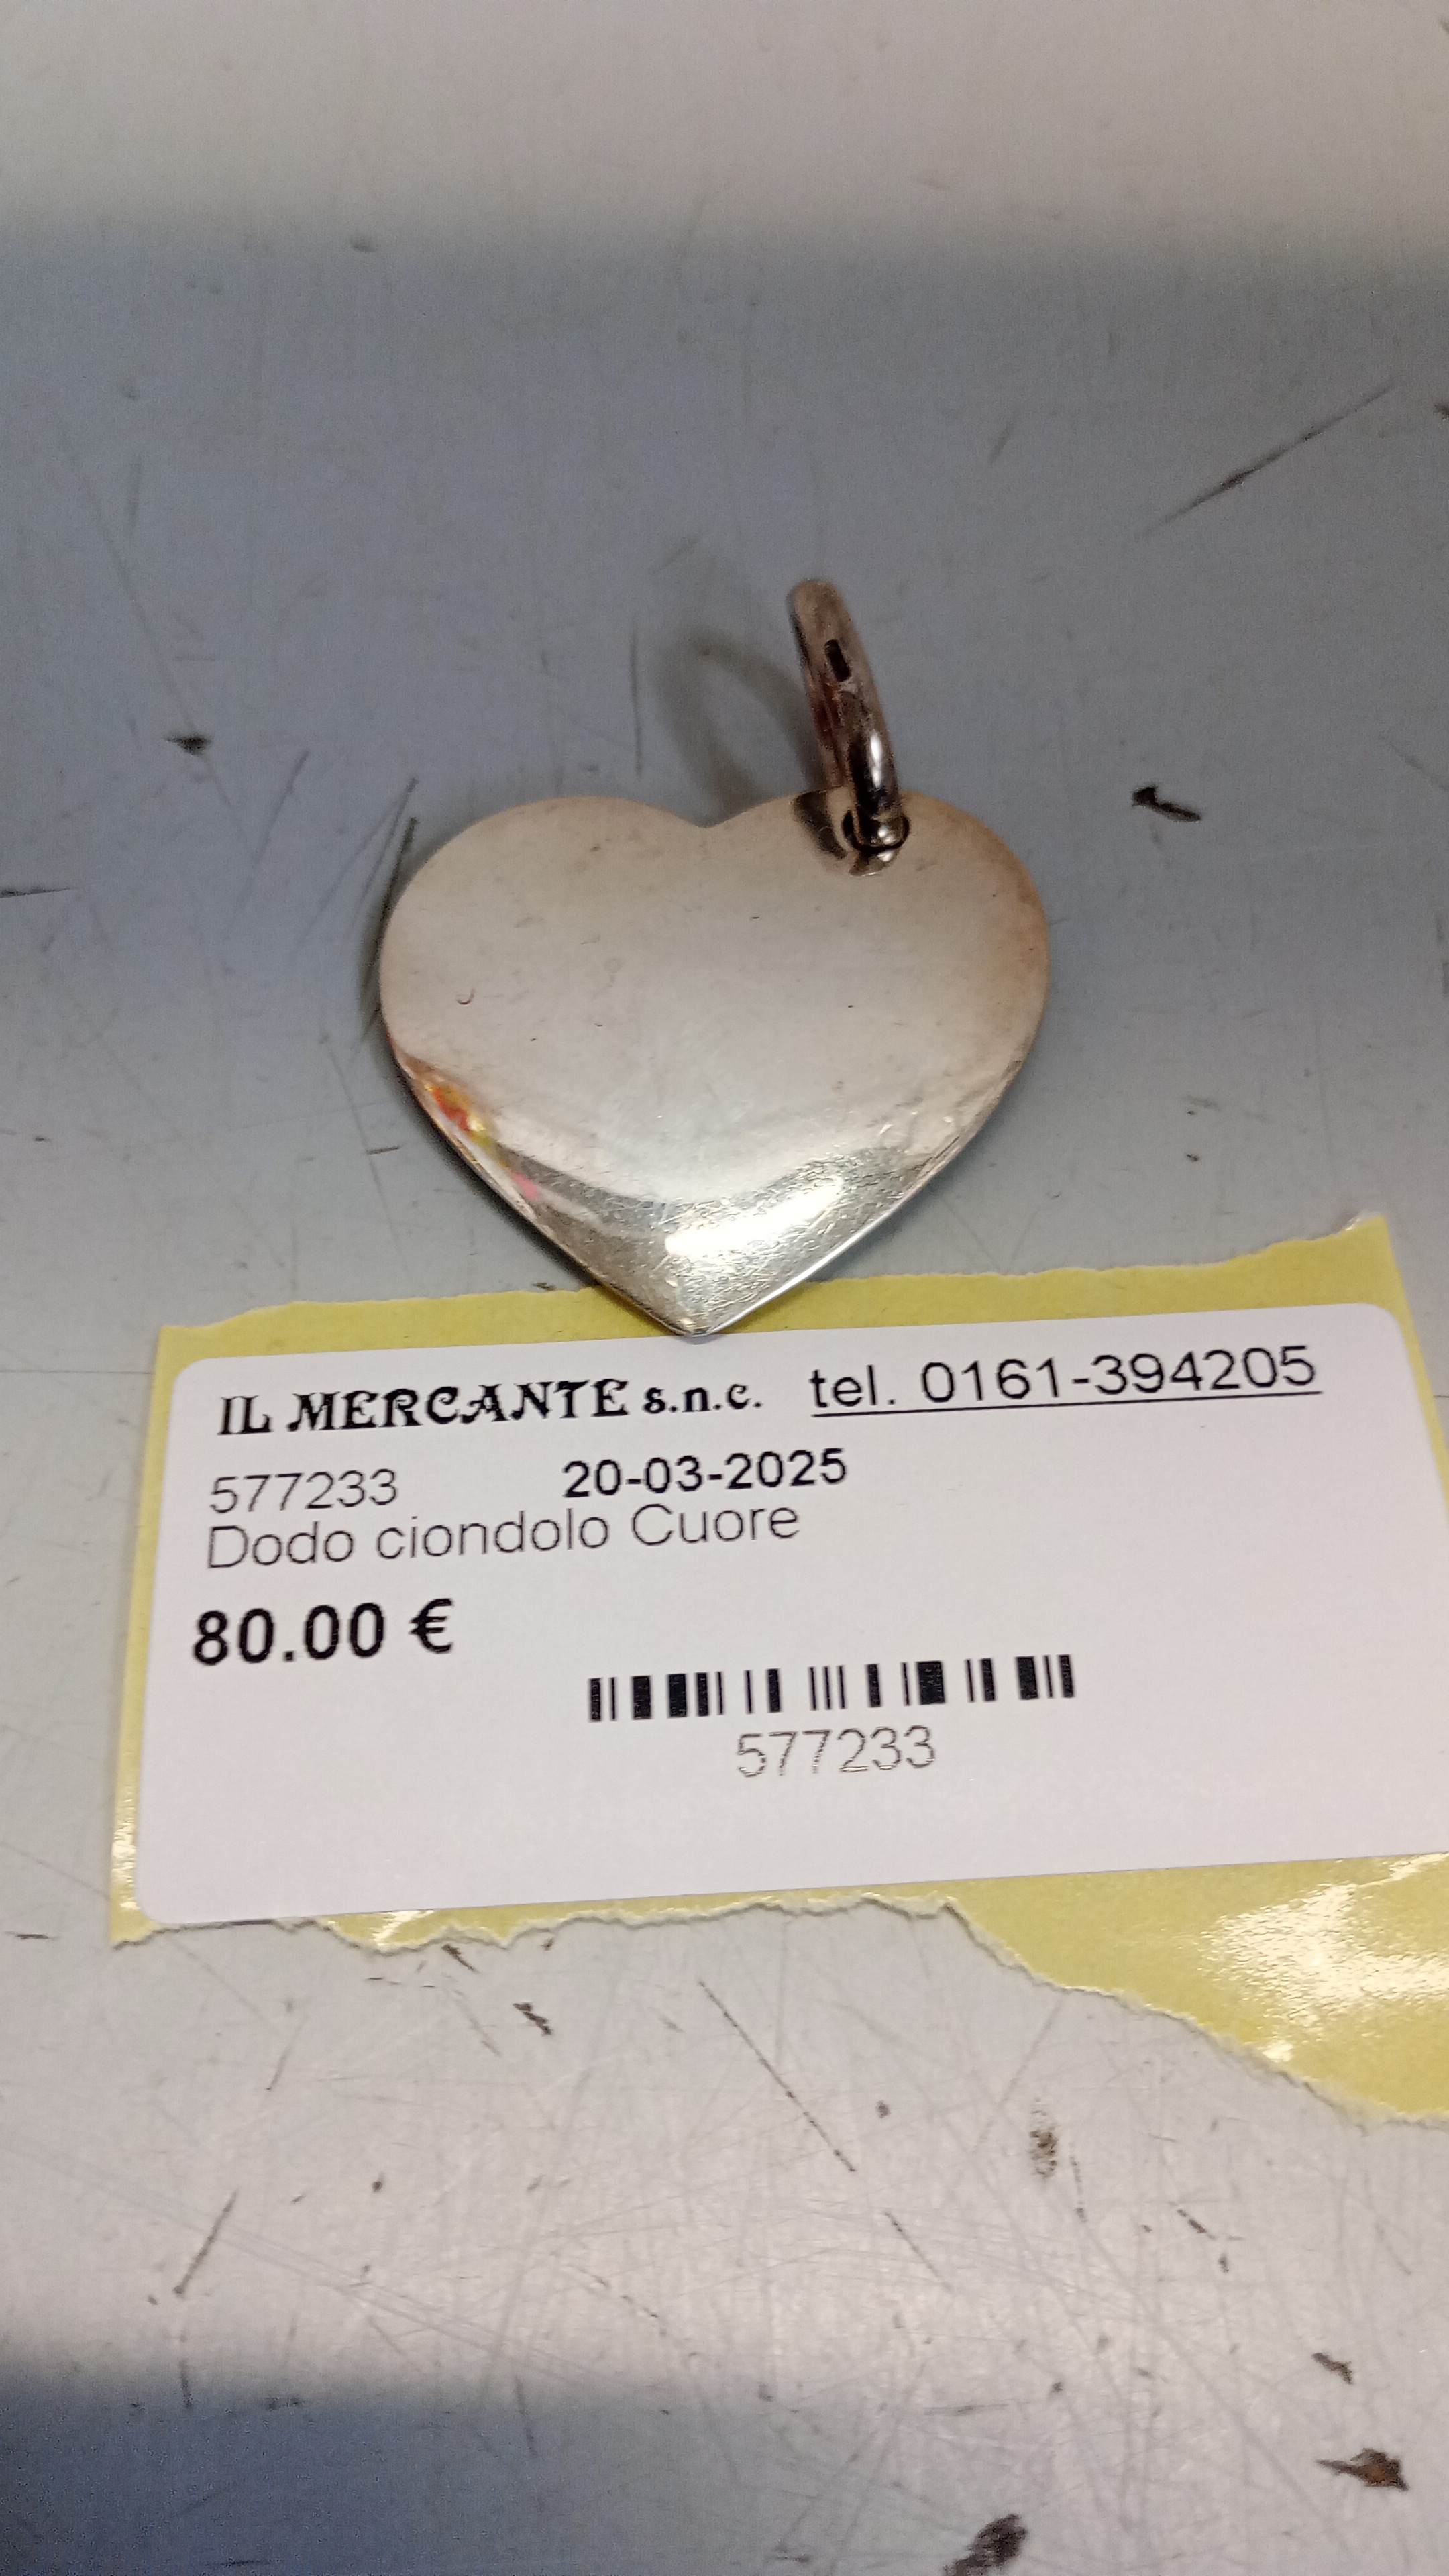 IL MERCANTE s.n.c. tel. 0161-394205
577233 20-03-2025
Dodo ciondolo Cuore
80.00 €
577233